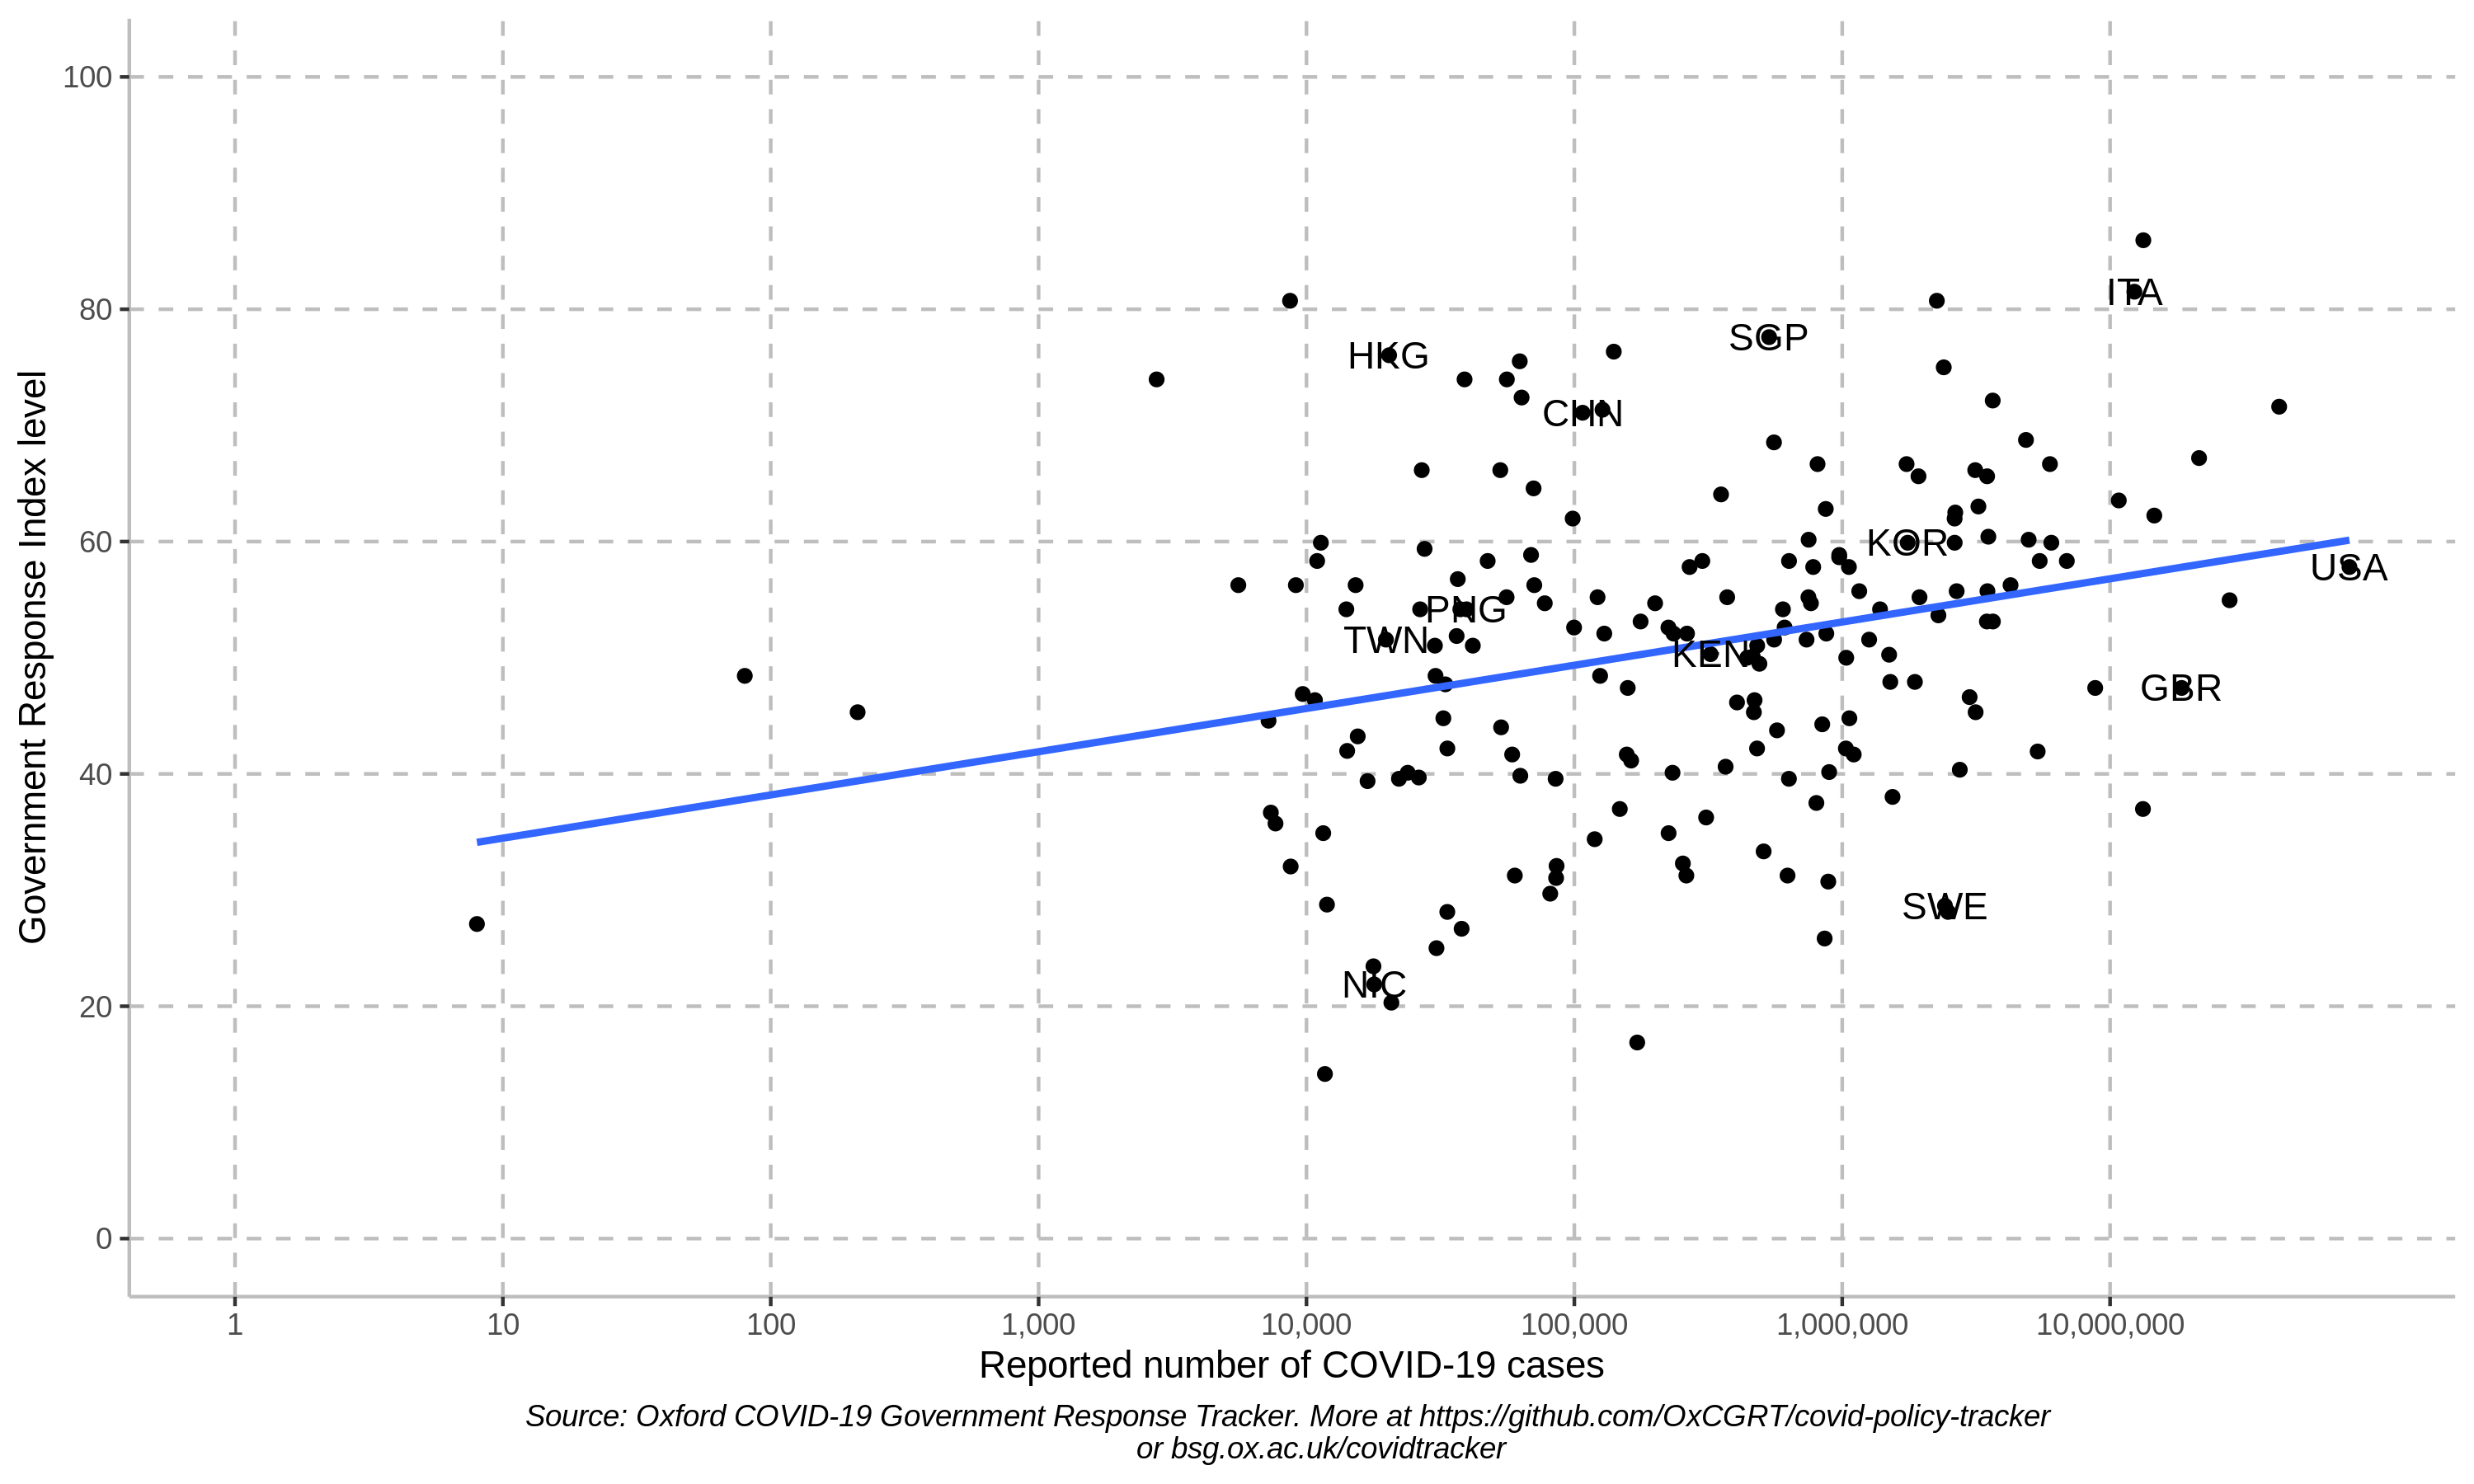 Government Response Index level
100
80
60
40
20
0
ITA
SGP
HKG
CHN
KOR
USA
PNG
TWN
KEN
GBR
SWE
NIC
1
10
100
1,000
10,000
100,000
1,000,000
10,000,000
Reported number of COVID-19 cases
Source: Oxford COVID-19 Government Response Tracker. More at https://github.com/OxCGRT/covid-policy-tracker
or bsg.ox.ac.uk/covidtracker